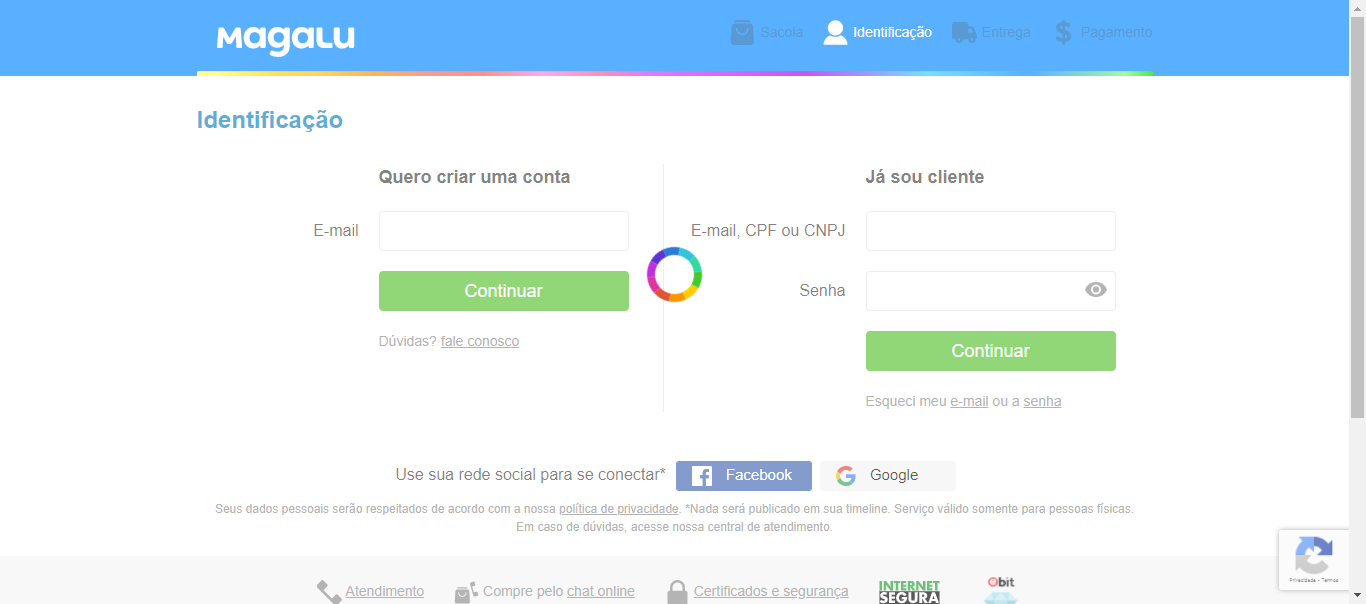 Magalu
Sacola Identificação Entrega Pagamento
Identificação
Quero criar uma conta
E-mail
Continuar
Dúvidas? fale conosco
Já sou cliente
E-mail, CPF ou CNPJ
Senha
Continuar
Esqueci meu e-mail ou a senha
Use sua rede social para se conectar* Facebook Google
Seus dados pessoais serão respeitados de acordo com a nossa política de privacidade. *Nada será publicado em sua timeline. Serviço válido somente para pessoas físicas.
Em caso de dúvidas, acesse nossa central de atendimento.
Privacidade - Termos
Atendimento Compre pelo chat online Certificados e segurança INTERNET SEGURA ebit